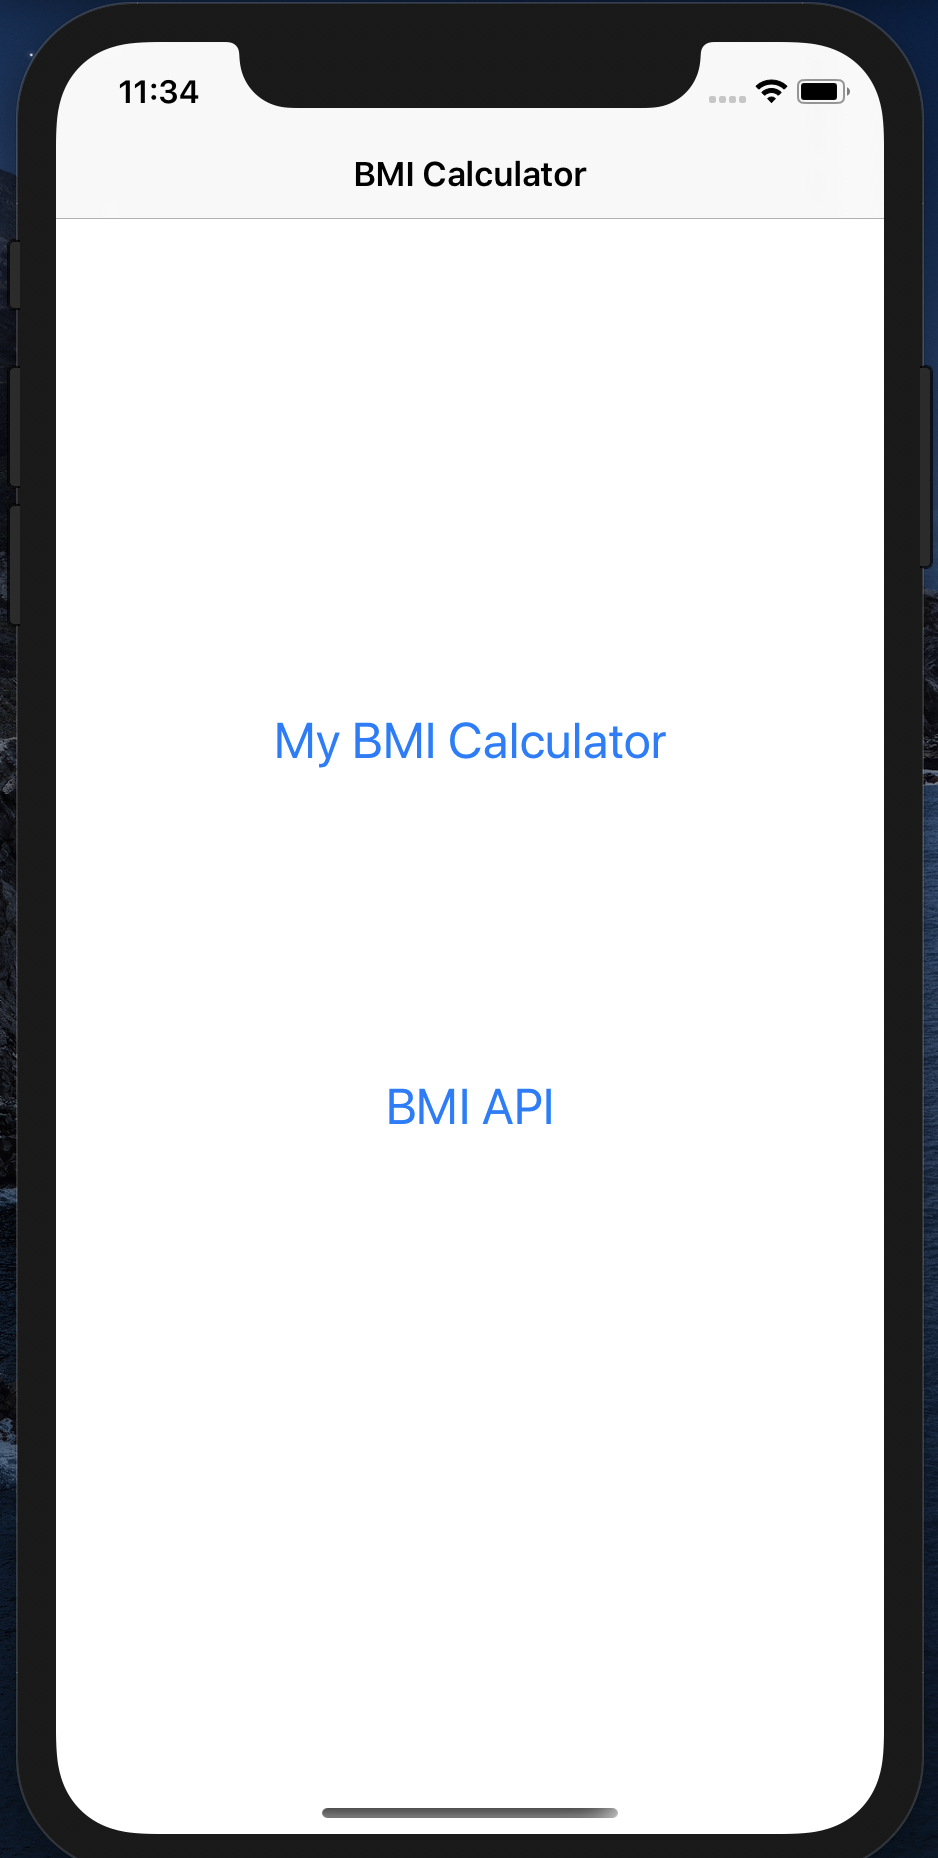 11:34
BMI Calculator
My BMI Calculator
BMI API